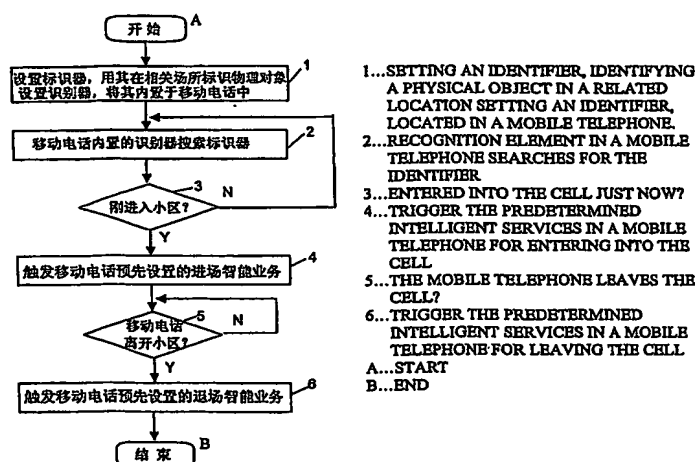 开始 A
设置标识器，用其在相关场所标识物理对象
设置识别器，将其内置于移动电话中
1
移动电话内置的识别器搜索标识器
2
刚进入小区？
3
N
Y
触发移动电话预先设置的进场智能业务
4
移动电话
离开小区？
5
N
Y
触发移动电话预先设置的退场智能业务
6
结束 B
1...SETTING AN IDENTIFIER, IDENTIFYING
A PHYSICAL OBJECT IN A RELATED
LOCATION SETTING AN IDENTIFIER,
LOCATED IN A MOBILE TELEPHONE.
2...RECOGNITION ELEMENT IN A MOBILE
TELEPHONE SEARCHES FOR THE
IDENTIFIER
3...ENTERED INTO THE CELL JUST NOW?
4...TRIGGER THE PREDETERMINED
INTELLIGENT SERVICES IN A MOBILE
TELEPHONE FOR ENTERING INTO THE
CELL
5...THE MOBILE TELEPHONE LEAVES THE
CELL?
6...TRIGGER THE PREDETERMINED
INTELLIGENT SERVICES IN A MOBILE
TELEPHONE FOR LEAVING THE CELL
A...START
B...END